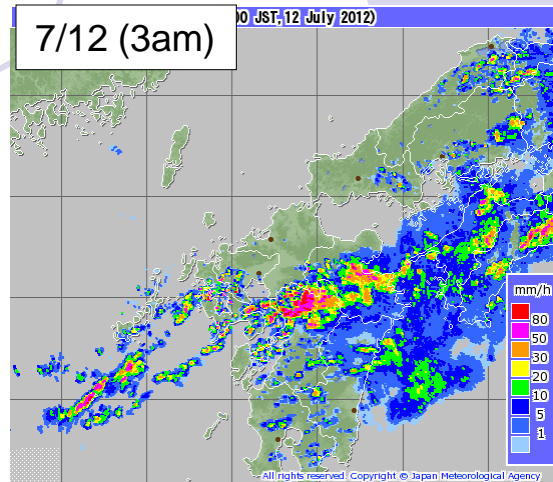 7/12 (3am)
00 JST, 12 July 2012)
mm/h
80
50
30
20
10
5
1
All rights reserved. Copyright © Japan Meteorological Agency